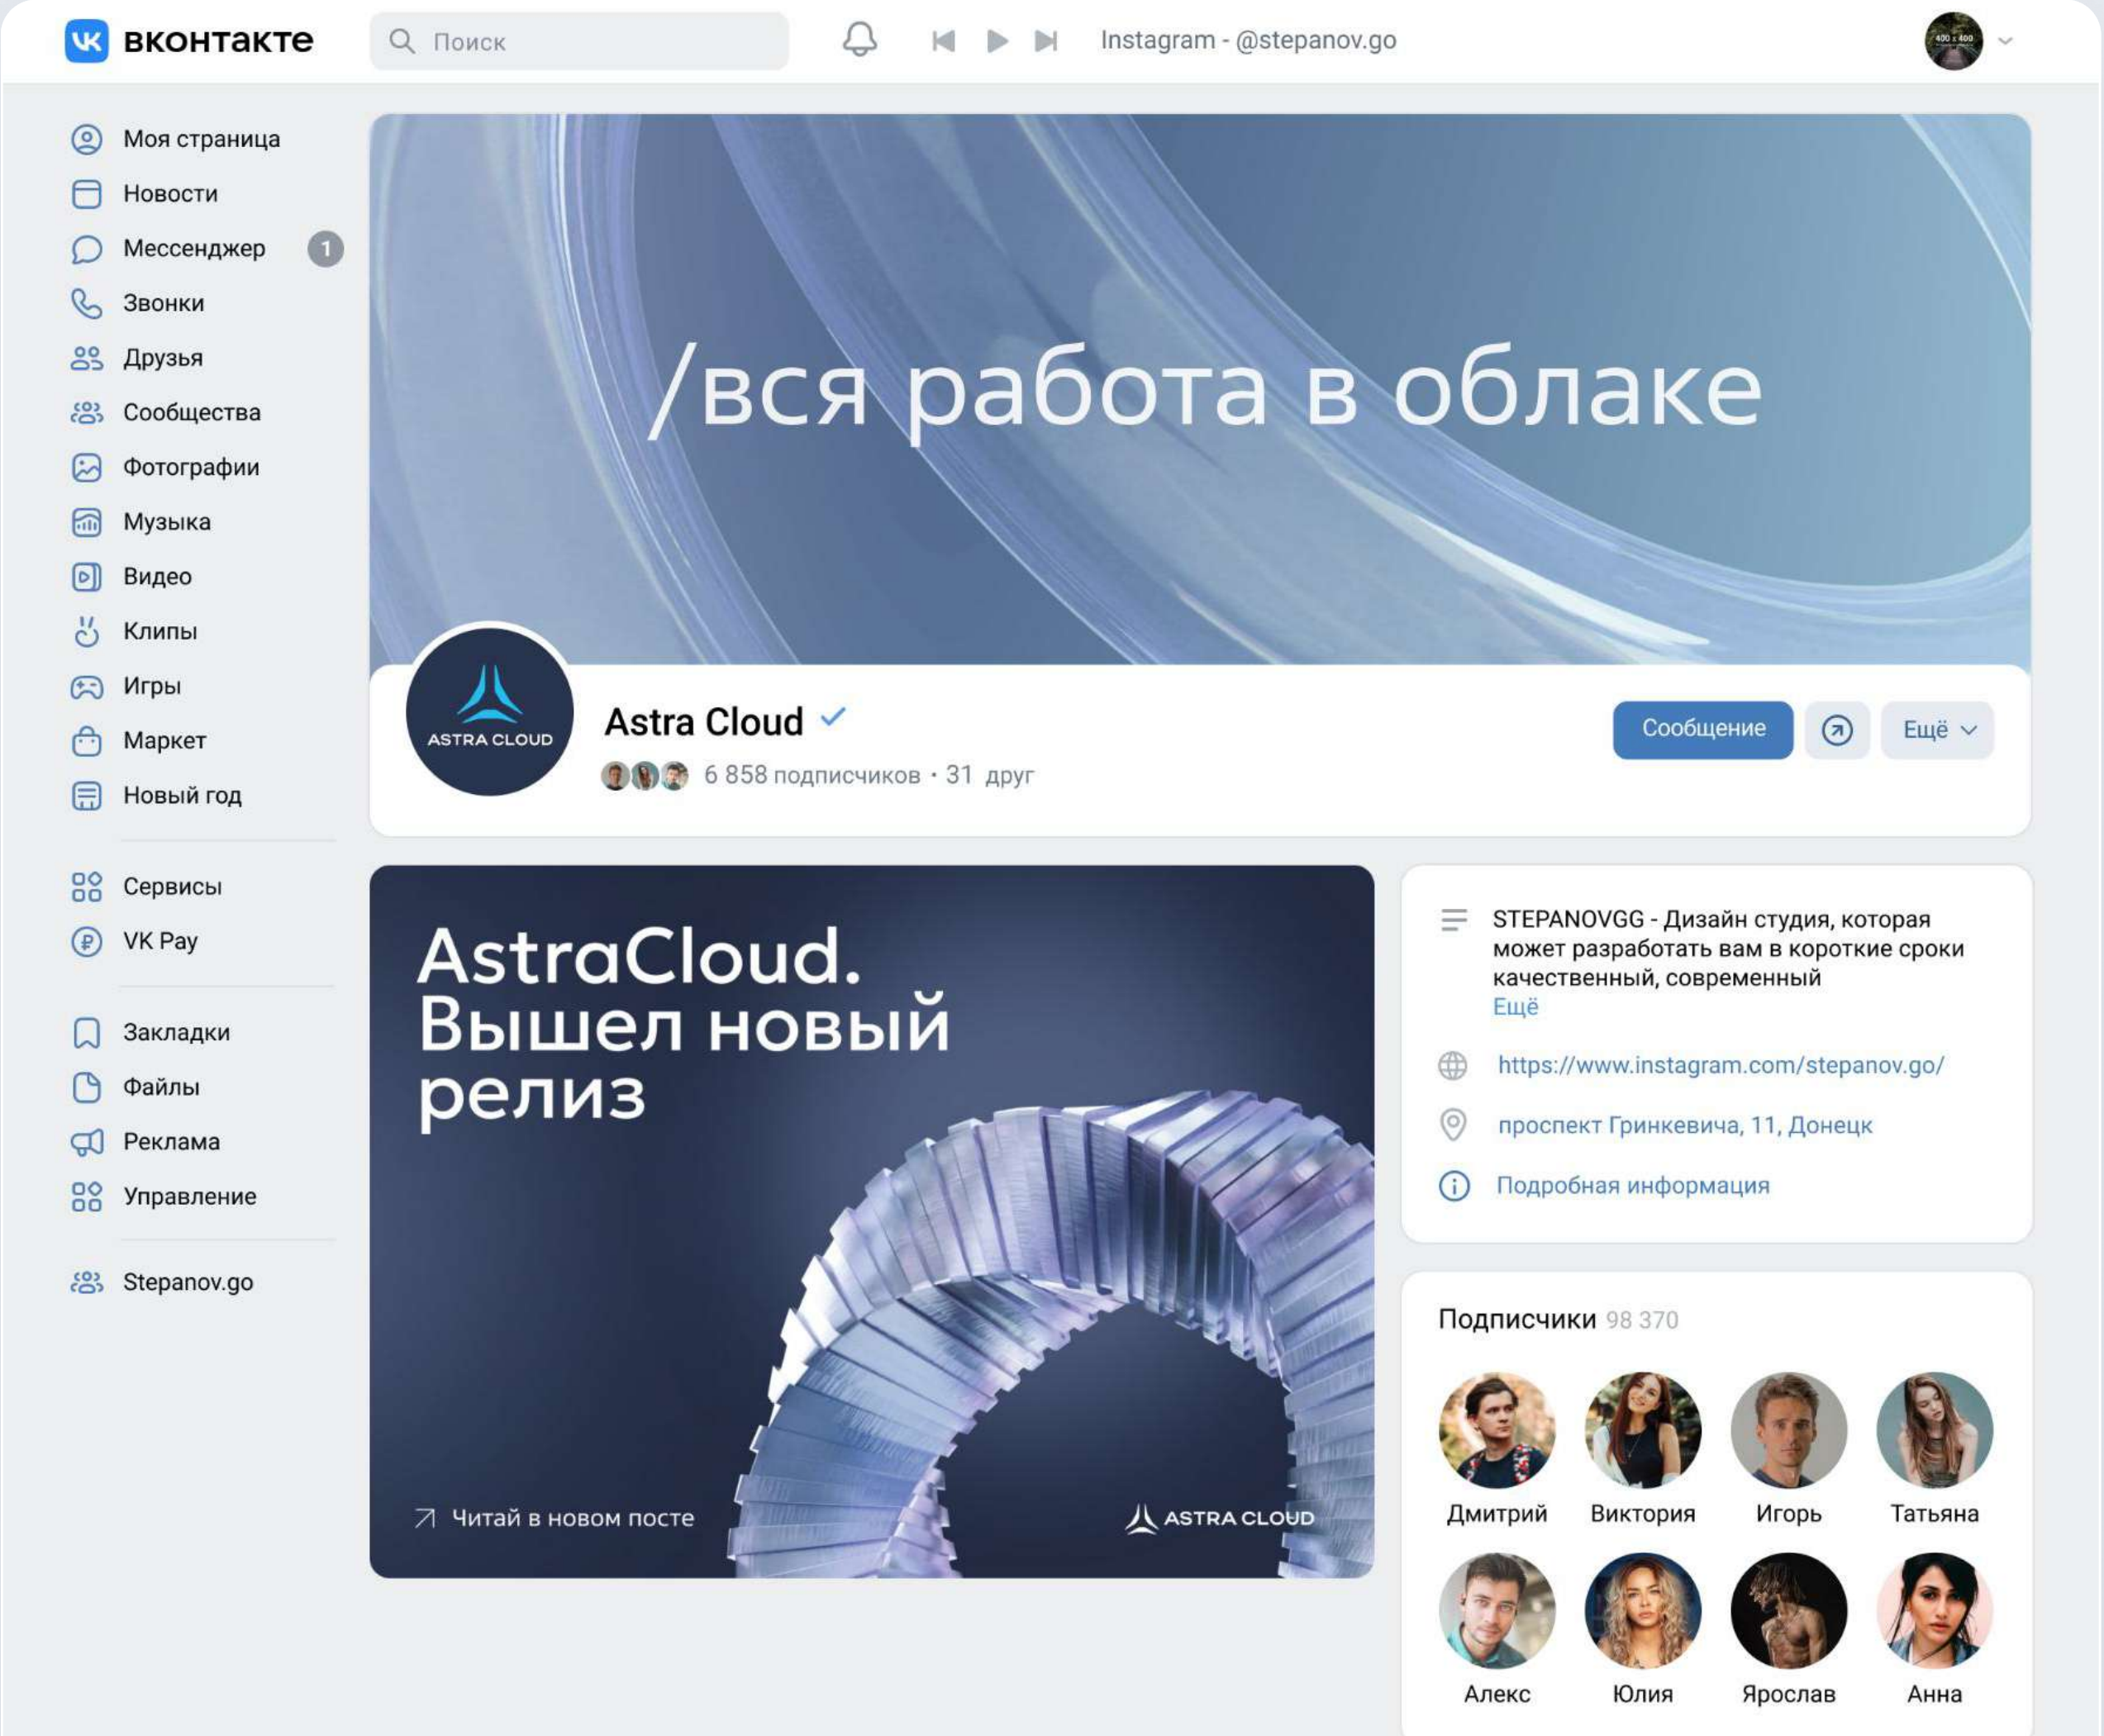 вконтакте
Поиск
Instagram - @stepanov.go
400 x 400
Моя страница
Новости
Мессенджер 1
Звонки
Друзья
Сообщества
Фотографии
Музыка
Видео
Клипы
Игры
Маркет
Новый год
Сервисы
VK Pay
Закладки
Файлы
Реклама
Управление
Stepanov.go
/вся работа в облаке
ASTRA CLOUD
Astra Cloud
6 858 подписчиков · 31 друг
Сообщение
Ещё
AstraCloud.
Вышел новый
релиз
Читай в новом посте
ASTRA CLOUD
STEPANOVGG - Дизайн студия, которая
может разработать вам в короткие сроки
качественный, современный
Ещё
https://www.instagram.com/stepanov.go/
проспект Гринкевича, 11, Донецк
Подробная информация
Подписчики 98 370
Дмитрий Виктория Игорь Татьяна
Алекс Юлия Ярослав Анна